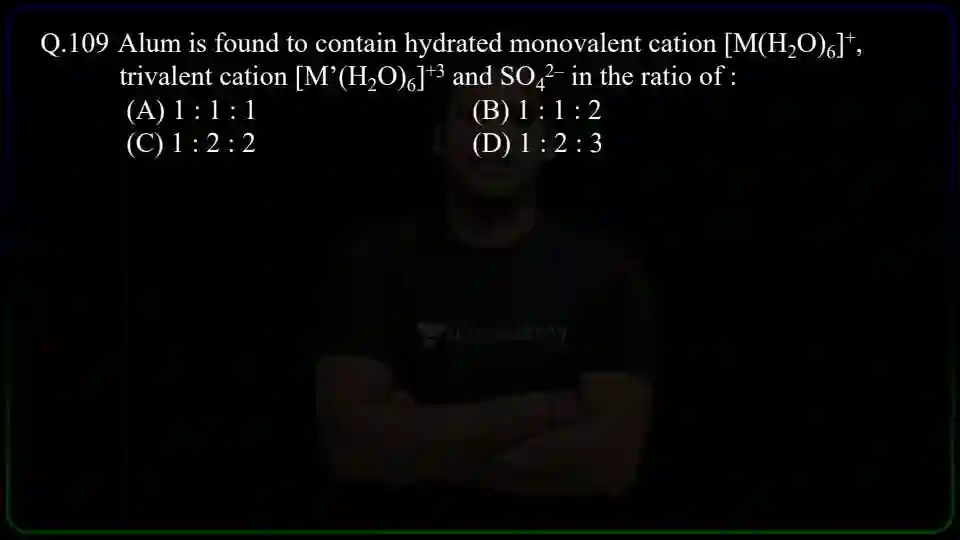 Q.109 Alum is found to contain hydrated monovalent cation [M(H₂O)₆]⁺,
trivalent cation [M’(H₂O)₆]⁺³ and SO₄²⁻ in the ratio of :
(A) 1 : 1 : 1 (B) 1 : 1 : 2
(C) 1 : 2 : 2 (D) 1 : 2 : 3